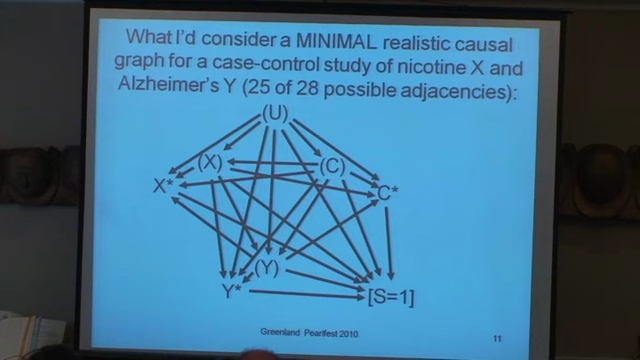 What I'd consider a MINIMAL realistic causal
graph for a case-control study of nicotine X and
Alzheimer's Y (25 of 28 possible adjacencies):
(U)
(X) (C)
X* C*
(Y)
Y* [S=1]
Greenland Pearlfest 2010 11